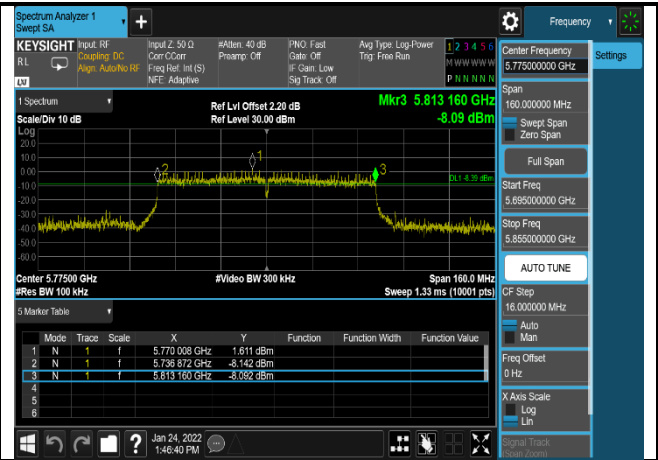 Spectrum Analyzer 1
Swept SA
Frequency
KEYSIGHT
RL
Input: RF
Coupling: DC
Align: Auto/No RF
Input Z: 50 Ω
Corr CCorr
Freq Ref: Int (S)
NFE: Adaptive
#Atten: 40 dB
Preamp: Off
PNO: Fast
Gate: Off
IF Gain: Low
Sig Track: Off
Avg Type: Log-Power
Trig: Free Run
1 2 3 4 5 6
M W W W W W
P N N N N N
LXI
1 Spectrum
Scale/Div 10 dB
Ref Lvl Offset 2.20 dB
Ref Level 30.00 dBm
Mkr3 5.813 160 GHz
-8.09 dBm
Log
20.0
10.0
0.00
-10.0
-20.0
-30.0
-40.0
-50.0
-60.0
1
2
3
DL1 -8.39 dBm
Center 5.77500 GHz
#Video BW 300 kHz
Span 160.0 MHz
#Res BW 100 kHz
Sweep 1.33 ms (10001 pts)
5 Marker Table
Mode Trace Scale X Y Function Function Width Function Value
1 N 1 f 5.770 008 GHz 1.611 dBm
2 N 1 f 5.736 872 GHz -8.142 dBm
3 N 1 f 5.813 160 GHz -8.092 dBm
4
5
6
Jan 24, 2022
1:46:40 PM
Center Frequency
5.775000000 GHz
Settings
Span
160.000000 MHz
Swept Span
Zero Span
Full Span
Start Freq
5.695000000 GHz
Stop Freq
5.855000000 GHz
AUTO TUNE
CF Step
16.000000 MHz
Auto
Man
Freq Offset
0 Hz
X Axis Scale
Log
Lin
Signal Track
(Span Zoom)